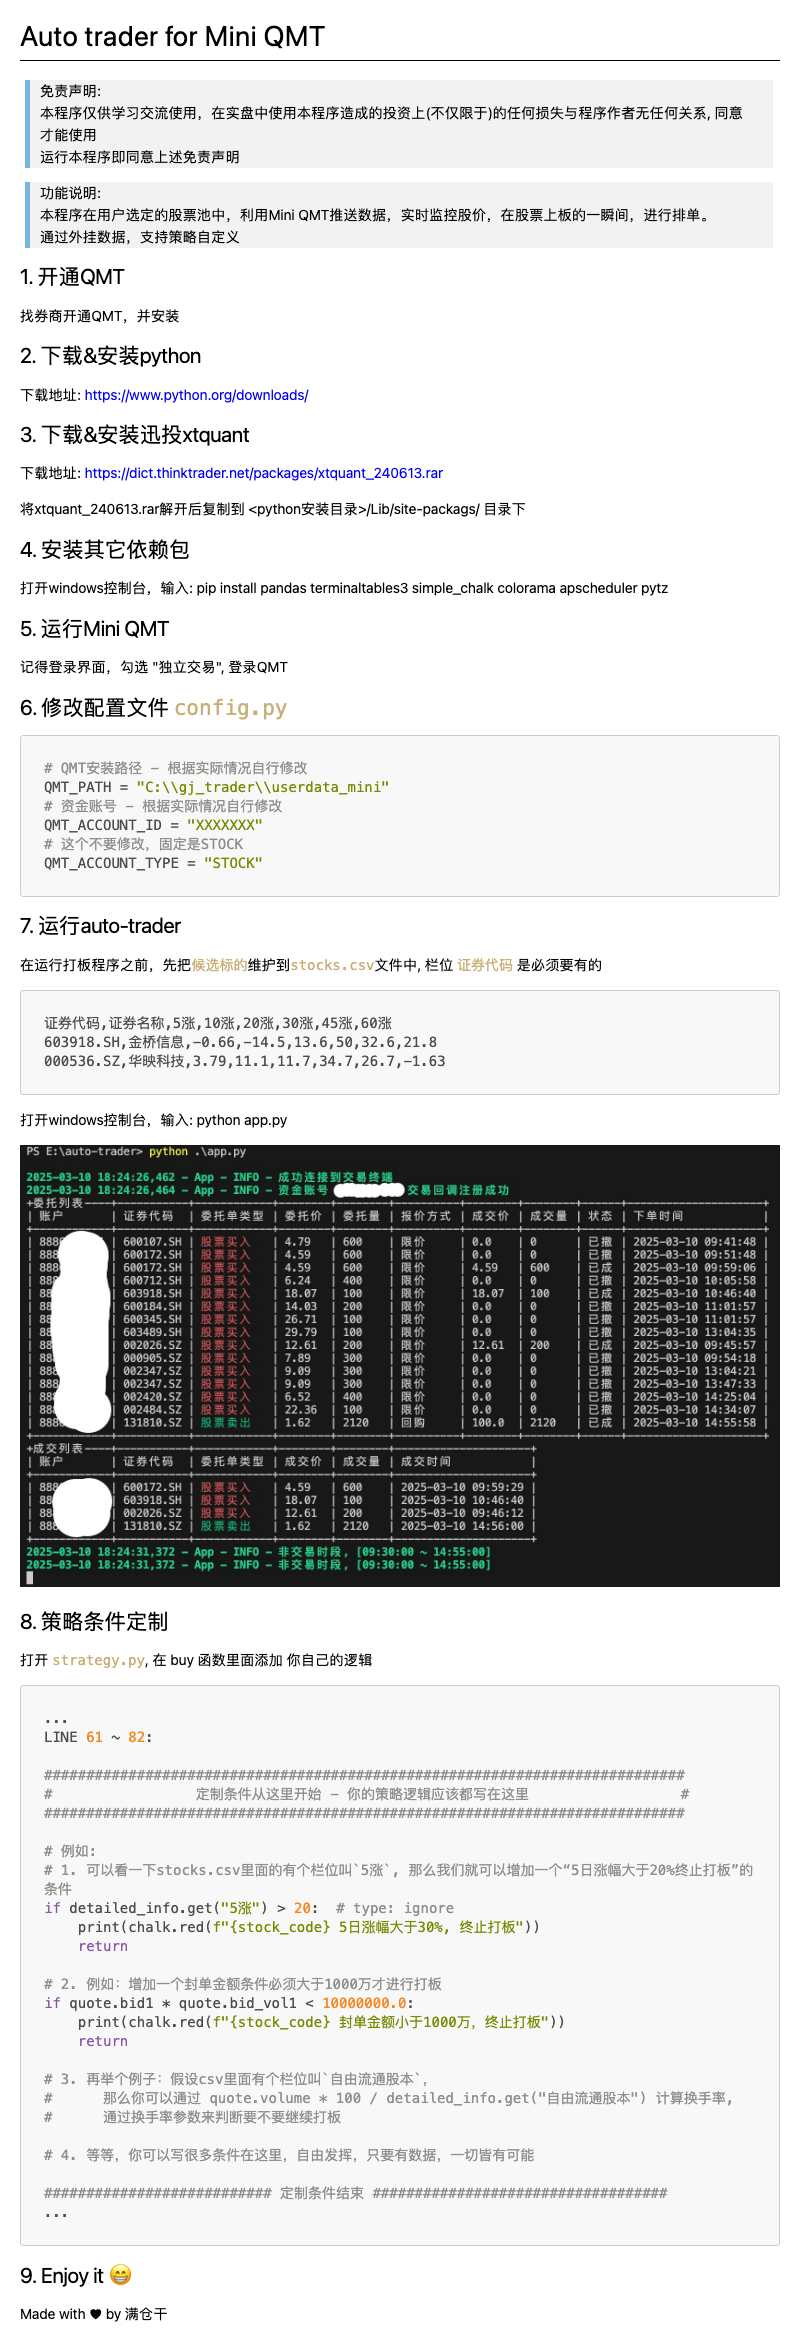 Auto trader for Mini QMT
免责声明:
本程序仅供学习交流使用，在实盘中使用本程序造成的投资上(不仅限于)的任何损失与程序作者无任何关系, 同意
才能使用
运行本程序即同意上述免责声明
功能说明:
本程序在用户选定的股票池中，利用Mini QMT推送数据，实时监控股价，在股票上板的一瞬间，进行排单。
通过外挂数据，支持策略自定义
1. 开通QMT
找券商开通QMT，并安装
2. 下载&安装python
下载地址: https://www.python.org/downloads/
3. 下载&安装迅投xtquant
下载地址: https://dict.thinktrader.net/packages/xtquant_240613.rar
将xtquant_240613.rar解开后复制到 <python安装目录>/Lib/site-packags/ 目录下
4. 安装其它依赖包
打开windows控制台，输入: pip install pandas terminaltables3 simple_chalk colorama apscheduler pytz
5. 运行Mini QMT
记得登录界面，勾选 "独立交易", 登录QMT
6. 修改配置文件 config.py
# QMT安装路径 - 根据实际情况自行修改
QMT_PATH = "C:\\gj_trader\\userdata_mini"
# 资金账号 - 根据实际情况自行修改
QMT_ACCOUNT_ID = "XXXXXXX"
# 这个不要修改，固定是STOCK
QMT_ACCOUNT_TYPE = "STOCK"
7. 运行auto-trader
在运行打板程序之前，先把候选标的维护到stocks.csv文件中, 栏位 证券代码 是必须要有的
证券代码,证券名称,5涨,10涨,20涨,30涨,45涨,60涨
603918.SH,金桥信息,-0.66,-14.5,13.6,50,32.6,21.8
000536.SZ,华映科技,3.79,11.1,11.7,34.7,26.7,-1.63
打开windows控制台，输入: python app.py
PS E:\auto-trader> python .\app.py
2025-03-10 18:24:26,462 - App - INFO - 成功连接到交易终端
2025-03-10 18:24:26,464 - App - INFO - 资金账号 交易回调注册成功
+委托列表----+-----------+------------+--------+--------+----------+--------+--------+------+---------------------+
| 账户 | 证券代码 | 委托单类型 | 委托价 | 委托量 | 报价方式 | 成交价 | 成交量 | 状态 | 下单时间 |
| 888 | 600107.SH | 股票买入 | 4.79 | 600 | 限价 | 0.0 | 0 | 已撤 | 2025-03-10 09:41:48 |
| 888 | 600172.SH | 股票买入 | 4.59 | 600 | 限价 | 0.0 | 0 | 已撤 | 2025-03-10 09:51:48 |
| 88 | 600172.SH | 股票买入 | 4.59 | 600 | 限价 | 4.59 | 600 | 已成 | 2025-03-10 09:59:06 |
| 88 | 600712.SH | 股票买入 | 6.24 | 400 | 限价 | 0.0 | 0 | 已撤 | 2025-03-10 10:05:58 |
| 88 | 603918.SH | 股票买入 | 18.07 | 100 | 限价 | 18.07 | 100 | 已成 | 2025-03-10 10:46:40 |
| 88 | 600184.SH | 股票买入 | 14.03 | 200 | 限价 | 0.0 | 0 | 已撤 | 2025-03-10 11:01:57 |
| 88 | 600345.SH | 股票买入 | 26.71 | 100 | 限价 | 0.0 | 0 | 已撤 | 2025-03-10 11:01:57 |
| 88 | 603489.SH | 股票买入 | 29.79 | 100 | 限价 | 0.0 | 0 | 已撤 | 2025-03-10 13:04:35 |
| 88 | 002026.SZ | 股票买入 | 12.61 | 200 | 限价 | 12.61 | 200 | 已成 | 2025-03-10 09:45:57 |
| 88 | 000905.SZ | 股票买入 | 7.89 | 300 | 限价 | 0.0 | 0 | 已撤 | 2025-03-10 09:54:18 |
| 88 | 002347.SZ | 股票买入 | 9.09 | 300 | 限价 | 0.0 | 0 | 已撤 | 2025-03-10 13:04:21 |
| 88 | 002347.SZ | 股票买入 | 9.09 | 300 | 限价 | 0.0 | 0 | 已撤 | 2025-03-10 13:47:33 |
| 88 | 002420.SZ | 股票买入 | 6.52 | 400 | 限价 | 0.0 | 0 | 已撤 | 2025-03-10 14:25:04 |
| 88 | 002484.SZ | 股票买入 | 22.36 | 100 | 限价 | 0.0 | 0 | 已撤 | 2025-03-10 14:34:07 |
| 888 | 131810.SZ | 股票卖出 | 1.62 | 2120 | 回购 | 100.0 | 2120 | 已成 | 2025-03-10 14:55:58 |
+成交列表----+-----------+------------+--------+--------+---------------------+
| 账户 | 证券代码 | 委托单类型 | 成交价 | 成交量 | 成交时间 |
| 888 | 600172.SH | 股票买入 | 4.59 | 600 | 2025-03-10 09:59:29 |
| 88 | 603918.SH | 股票买入 | 18.07 | 100 | 2025-03-10 10:46:40 |
| 88 | 002026.SZ | 股票买入 | 12.61 | 200 | 2025-03-10 09:46:12 |
| 888 | 131810.SZ | 股票卖出 | 1.62 | 2120 | 2025-03-10 14:56:00 |
2025-03-10 18:24:31,372 - App - INFO - 非交易时段，[09:30:00 ~ 14:55:00]
2025-03-10 18:24:31,372 - App - INFO - 非交易时段，[09:30:00 ~ 14:55:00]
8. 策略条件定制
打开 strategy.py, 在 buy 函数里面添加 你自己的逻辑
...
LINE 61 ~ 82:
############################################################################
# 定制条件从这里开始 - 你的策略逻辑应该都写在这里 #
############################################################################
# 例如:
# 1. 可以看一下stocks.csv里面的有个栏位叫`5涨`, 那么我们就可以增加一个“5日涨幅大于20%终止打板”的
条件
if detailed_info.get("5涨") > 20:  # type: ignore
    print(chalk.red(f"{stock_code} 5日涨幅大于30%, 终止打板"))
    return
# 2. 例如: 增加一个封单金额条件必须大于1000万才进行打板
if quote.bid1 * quote.bid_vol1 < 10000000.0:
    print(chalk.red(f"{stock_code} 封单金额小于1000万, 终止打板"))
    return
# 3. 再举个例子: 假设csv里面有个栏位叫`自由流通股本`,
#      那么你可以通过 quote.volume * 100 / detailed_info.get("自由流通股本") 计算换手率,
#      通过换手率参数来判断要不要继续打板
# 4. 等等，你可以写很多条件在这里，自由发挥，只要有数据，一切皆有可能
########################### 定制条件结束 ###################################
...
9. Enjoy it 😁
Made with ♥ by 满仓干